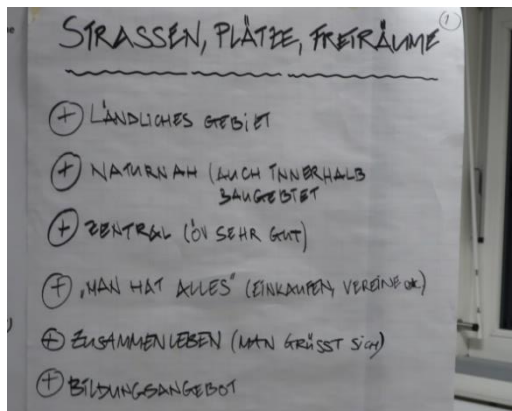 STRASSEN, PLÄTZE, FREIRÄUME 1
+ LÄNDLICHES GEBIET
+ NATURNAH (AUCH INNERHALB
BAUGEBIET
+ ZENTRAL (ÖV SEHR GUT)
+ „MAN HAT ALLES“ (EINKAUFEN, VEREINE)
+ ZUSAMMENLEBEN (MAN GRÜSST SICH)
+ BILDUNGSANGEBOT